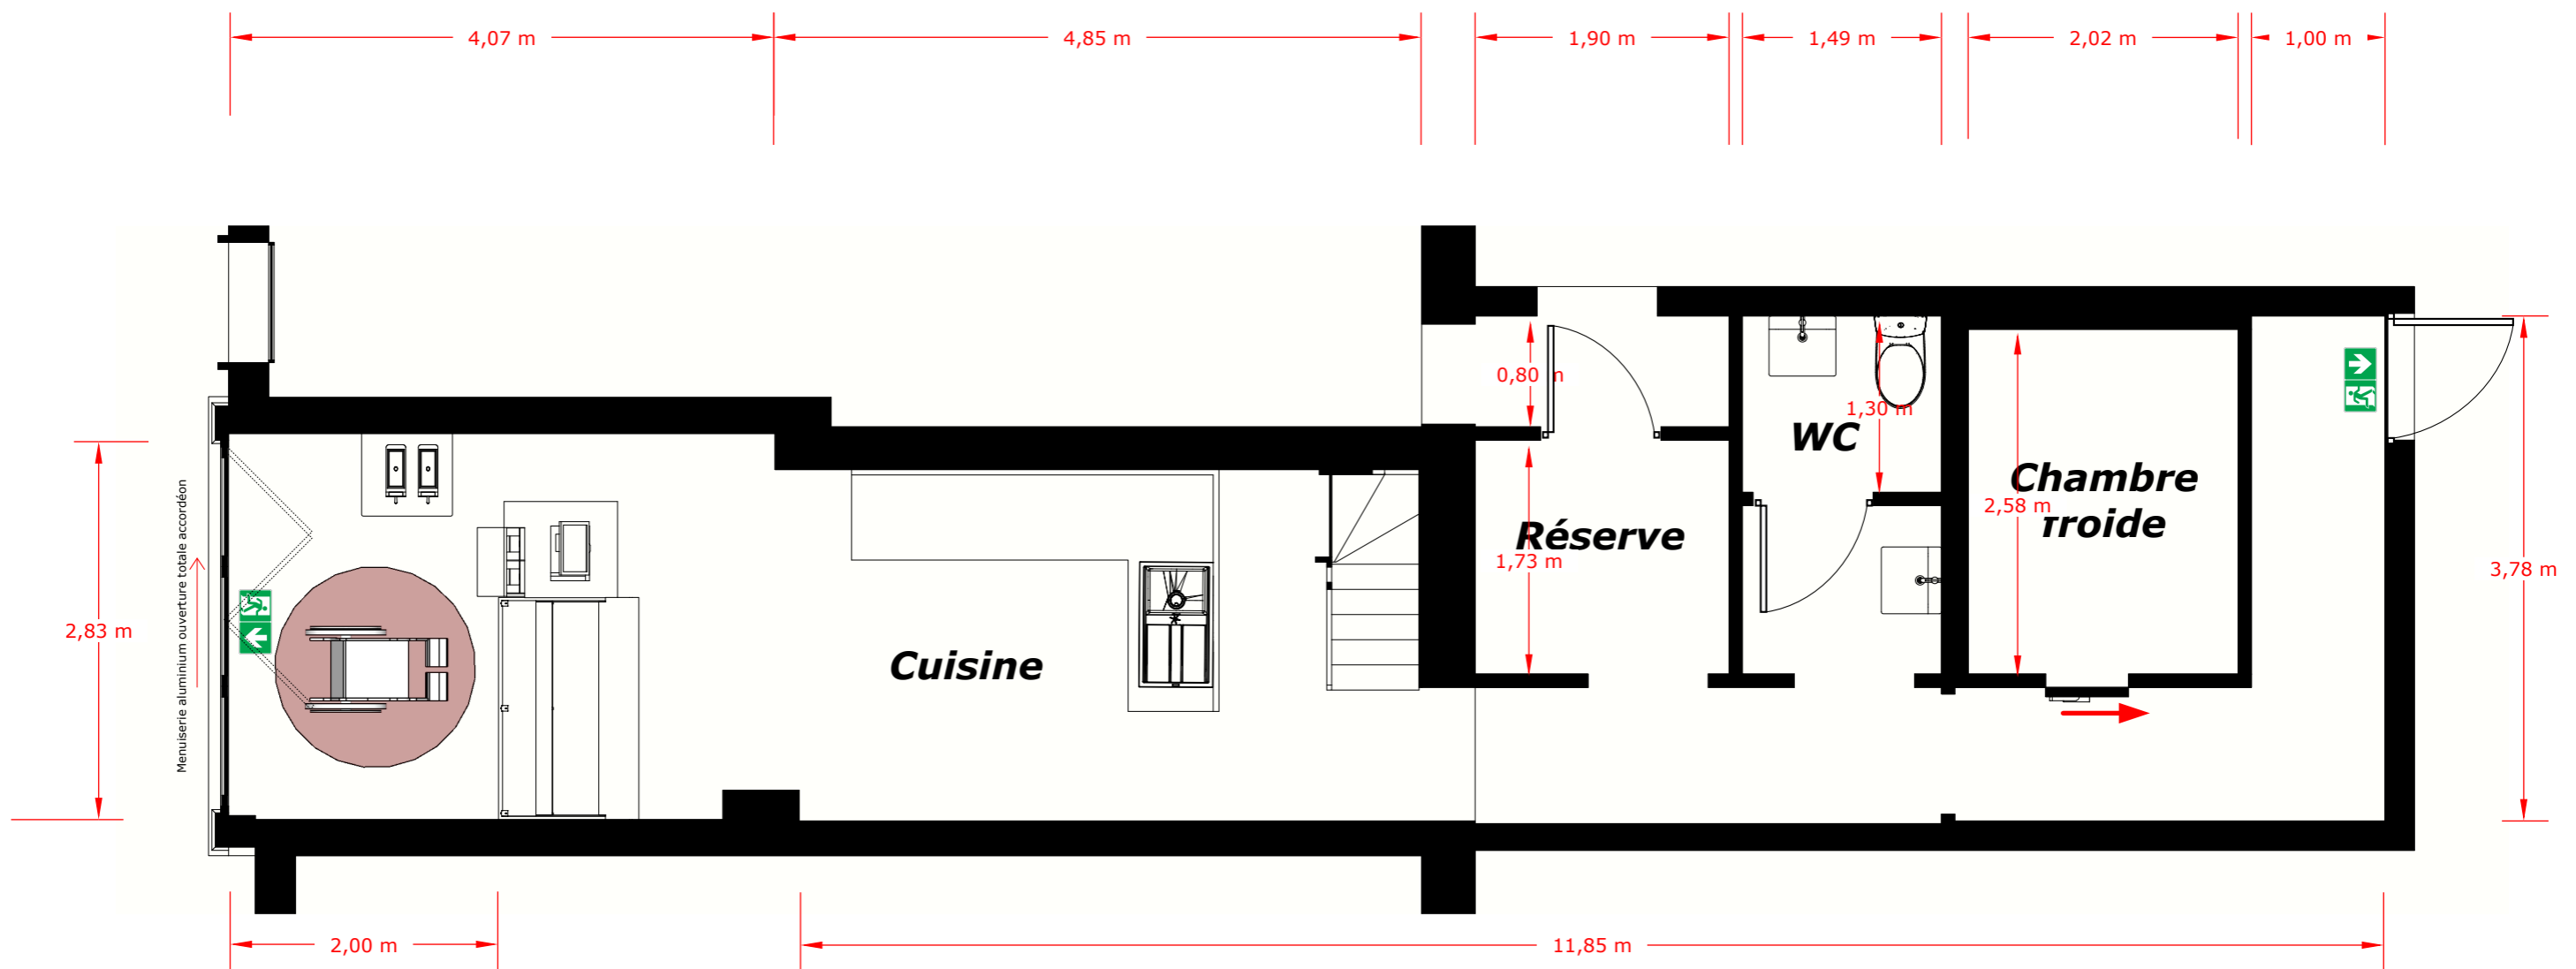 4,07 m
4,85 m
1,90 m
1,49 m
2,02 m
1,00 m
0,80 m
1,30 m
WC
Chambre
froide
2,58 m
Réserve
1,73 m
3,78 m
Menuiserie aluminium ouverture totale accordéon
2,83 m
Cuisine
2,00 m
11,85 m